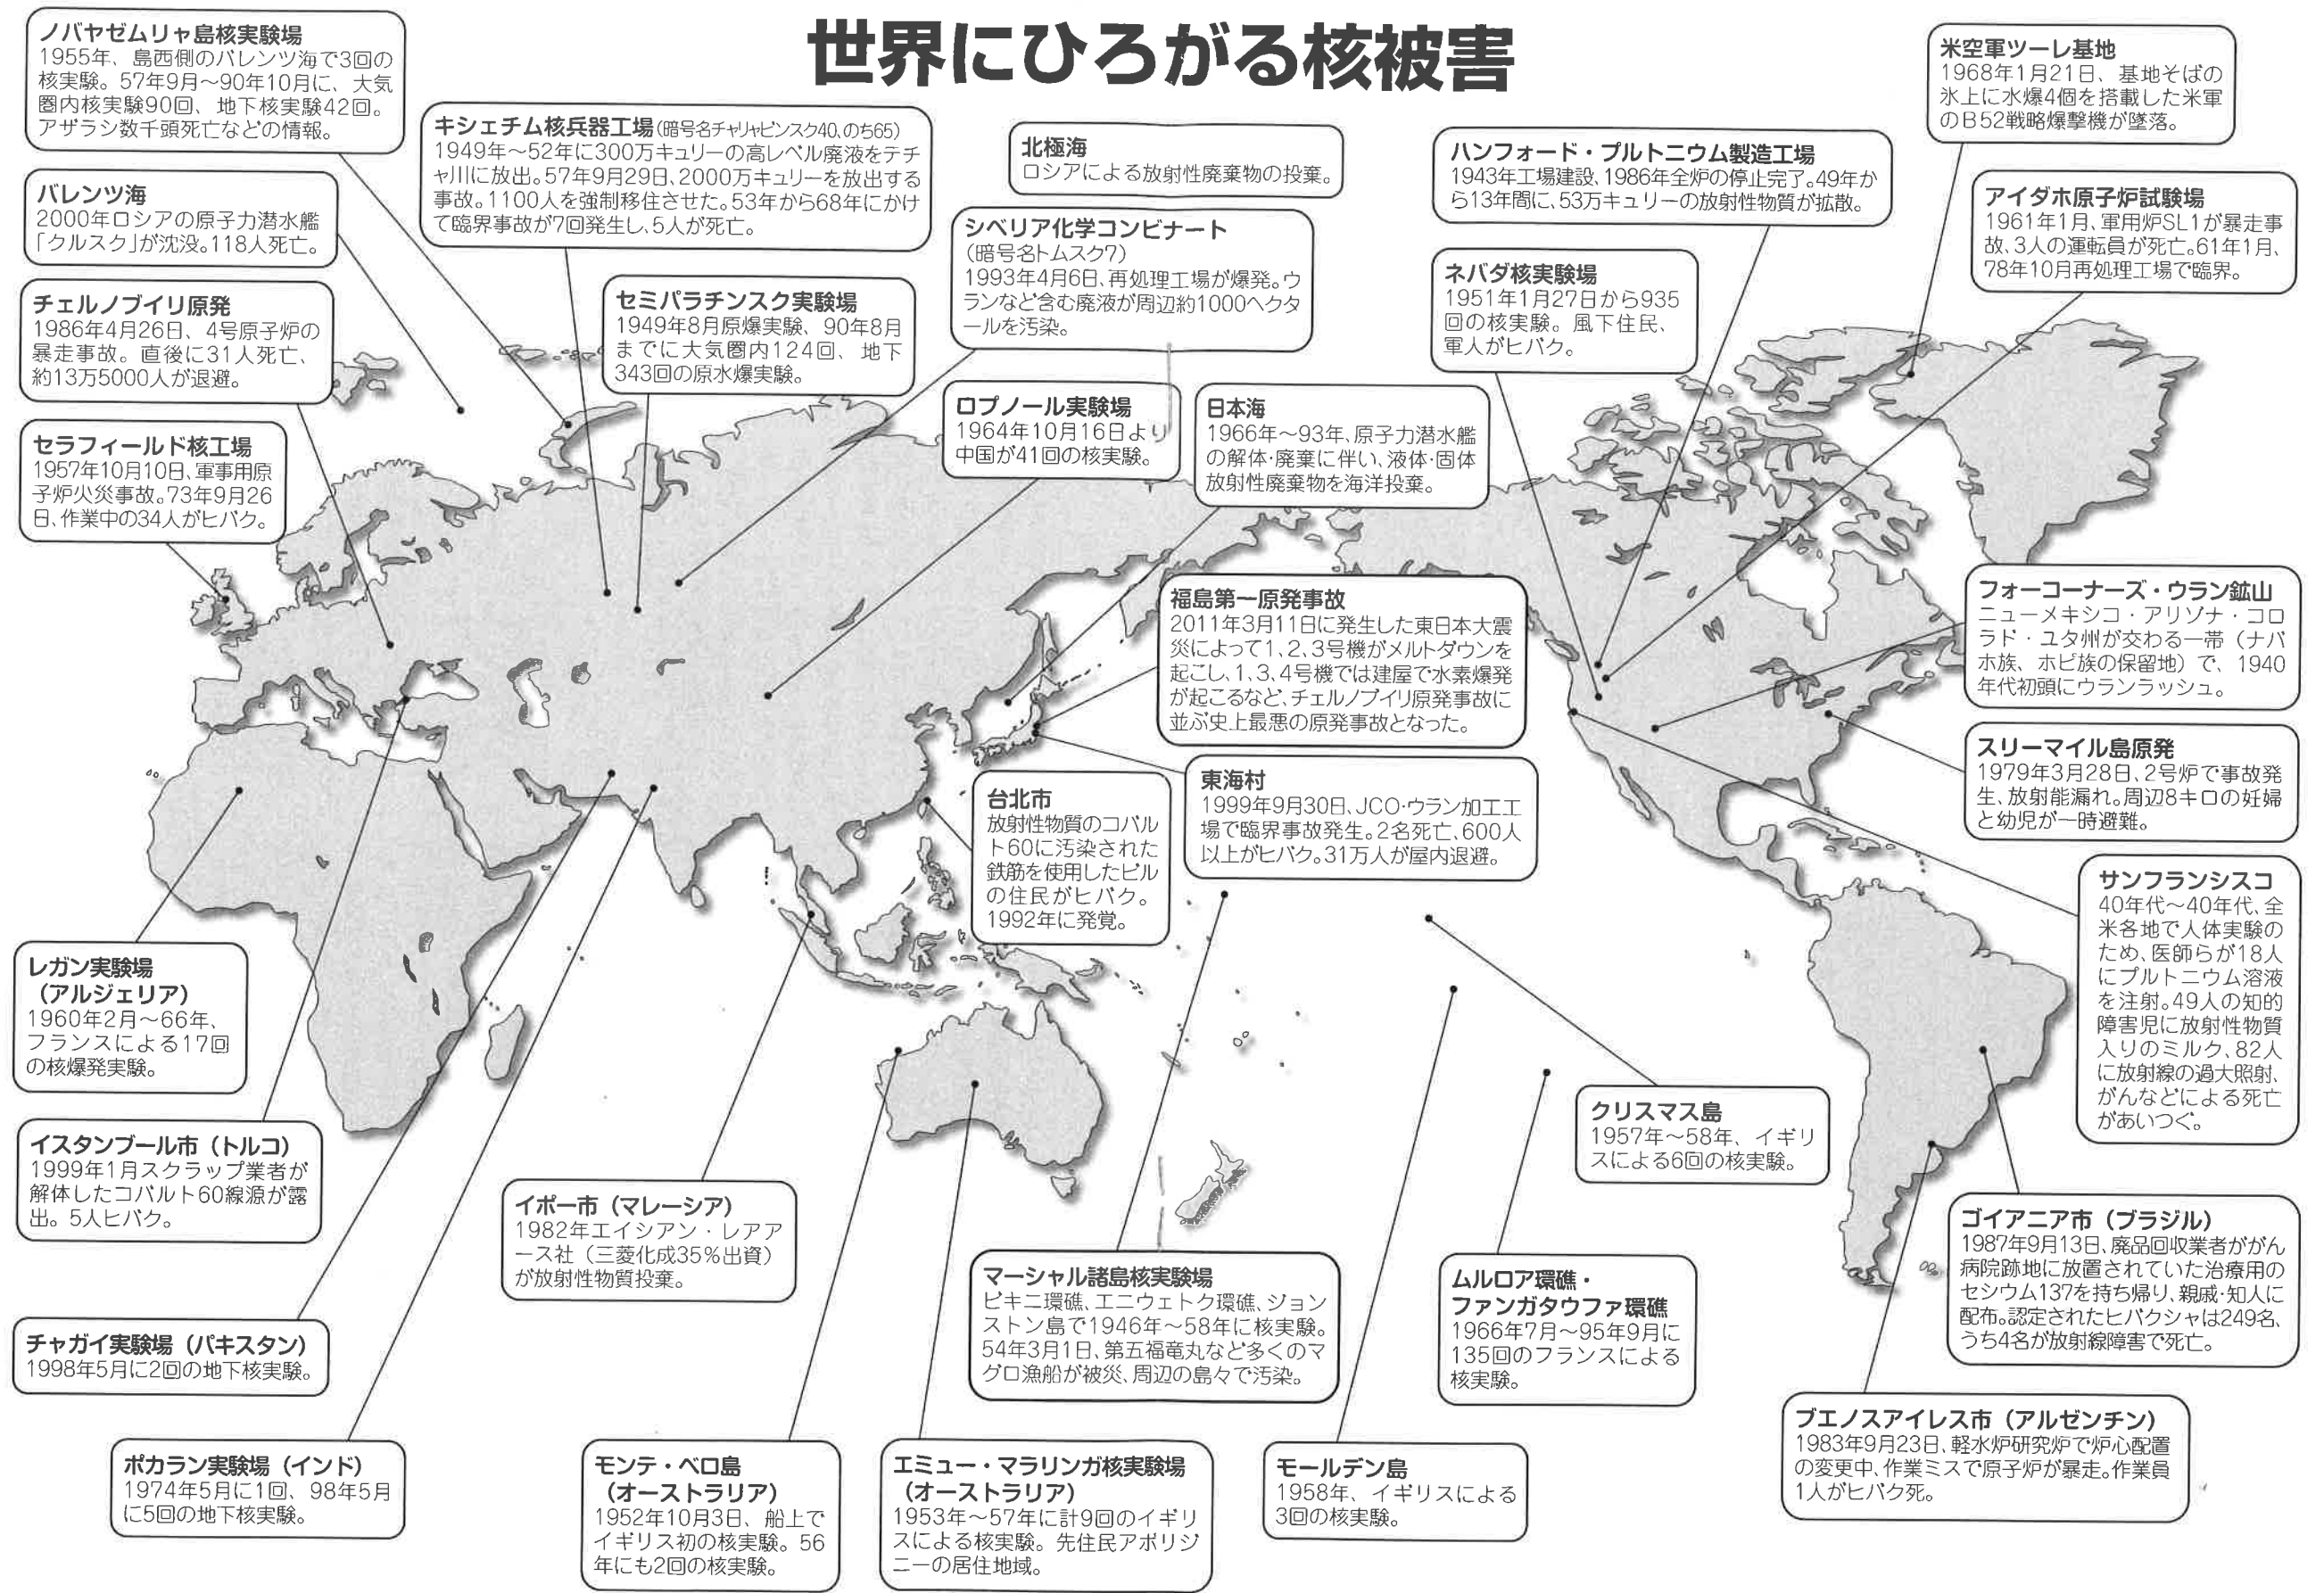 世界にひろがる核被害
ノバヤゼムリャ島核実験場
1955年、島西側のバレンツ海で3回の
核実験。57年9月～90年10月に、大気
圏内核実験90回、地下核実験42回。
アザラシ数千頭死亡などの情報。
バレンツ海
2000年ロシアの原子力潜水艦
「クルスク」が沈没。118人死亡。
チェルノブイリ原発
1986年4月26日、4号原子炉の
暴走事故。直後に31人死亡、
約13万5000人が退避。
セラフィールド核工場
1957年10月10日、軍事用原
子炉火災事故。73年9月26
日、作業中の34人がヒバク。
キシェチム核兵器工場(暗号名チャリャビンスク40、のち65)
1949年～52年に300万キュリーの高レベル廃液をテチ
ャ川に放出。57年9月29日、2000万キュリーを放出する
事故。1100人を強制移住させた。53年から68年にかけ
て臨界事故が7回発生し、5人が死亡。
セミパラチンスク実験場
1949年8月原爆実験、90年8月
までに大気圏内124回、地下
343回の原水爆実験。
北極海
ロシアによる放射性廃棄物の投棄。
シベリア化学コンビナート
(暗号名トムスク7)
1993年4月6日、再処理工場が爆発。ウ
ランなど含む廃液が周辺約1000ヘクタ
ールを汚染。
ロプノール実験場
1964年10月16日より
中国が41回の核実験。
日本海
1966年～93年、原子力潜水艦
の解体・廃棄に伴い、液体・固体
放射性廃棄物を海洋投棄。
ハンフォード・プルトニウム製造工場
1943年工場建設、1986年全炉の停止完了。49年か
ら13年間に、53万キュリーの放射性物質が拡散。
ネバダ核実験場
1951年1月27日から935
回の核実験。風下住民、
軍人がヒバク。
米空軍ツーレ基地
1968年1月21日、基地そばの
氷上に水爆4個を搭載した米軍
のB52戦略爆撃機が墜落。
アイダホ原子炉試験場
1961年1月、軍用炉SL1が暴走事
故、3人の運転員が死亡。61年1月、
78年10月再処理工場で臨界。
福島第一原発事故
2011年3月11日に発生した東日本大震
災によって1、2、3号機がメルトダウンを
起こし、1、3、4号機では建屋で水素爆発
が起こるなど、チェルノブイリ原発事故に
並ぶ史上最悪の原発事故となった。
フォーコーナーズ・ウラン鉱山
ニューメキシコ・アリゾナ・コロ
ラド・ユタ州が交わる一帯（ナバ
ホ族、ホピ族の保留地）で、1940
年代初頭にウランラッシュ。
スリーマイル島原発
1979年3月28日、2号炉で事故発
生、放射能漏れ。周辺8キロの妊婦
と幼児が一時避難。
台北市
放射性物質のコバル
ト60に汚染された
鉄筋を使用したビル
の住民がヒバク。
1992年に発覚。
東海村
1999年9月30日、JCO・ウラン加工工
場で臨界事故発生。2名死亡、600人
以上がヒバク。31万人が屋内退避。
サンフランシスコ
40年代～40年代、全
米各地で人体実験の
ため、医師らが18人
にプルトニウム溶液
を注射。49人の知的
障害児に放射性物質
入りのミルク、82人
に放射線の過大照射、
がんなどによる死亡
があいつぐ。
レガン実験場
（アルジェリア）
1960年2月～66年、
フランスによる17回
の核爆発実験。
イスタンブール市（トルコ）
1999年1月スクラップ業者が
解体したコバルト60線源が露
出。5人ヒバク。
チャガイ実験場（パキスタン）
1998年5月に2回の地下核実験。
ポカラン実験場（インド）
1974年5月に1回、98年5月
に5回の地下核実験。
イポー市（マレーシア）
1982年エイシアン・レアア
ース社（三菱化成35％出資）
が放射性物質投棄。
モンテ・ベロ島
（オーストラリア）
1952年10月3日、船上で
イギリス初の核実験。56
年にも2回の核実験。
エミュー・マラリンガ核実験場
（オーストラリア）
1953年～57年に計9回のイギリ
スによる核実験。先住民アボリジ
ニーの居住地域。
マーシャル諸島核実験場
ビキニ環礁、エニウェトク環礁、ジョン
ストン島で1946年～58年に核実験。
54年3月1日、第五福竜丸など多くのマ
グロ漁船が被災、周辺の島々で汚染。
クリスマス島
1957年～58年、イギリ
スによる6回の核実験。
ムルロア環礁・
ファンガタウファ環礁
1966年7月～95年9月に
135回のフランスによる
核実験。
モールデン島
1958年、イギリスによる
3回の核実験。
ゴイアニア市（ブラジル）
1987年9月13日、廃品回収業者ががん
病院跡地に放置されていた治療用の
セシウム137を持ち帰り、親戚・知人に
配布。認定されたヒバクシャは249名、
うち4名が放射線障害で死亡。
ブエノスアイレス市（アルゼンチン）
1983年9月23日、軽水炉研究炉で炉心配置
の変更中、作業ミスで原子炉が暴走。作業員
1人がヒバク死。